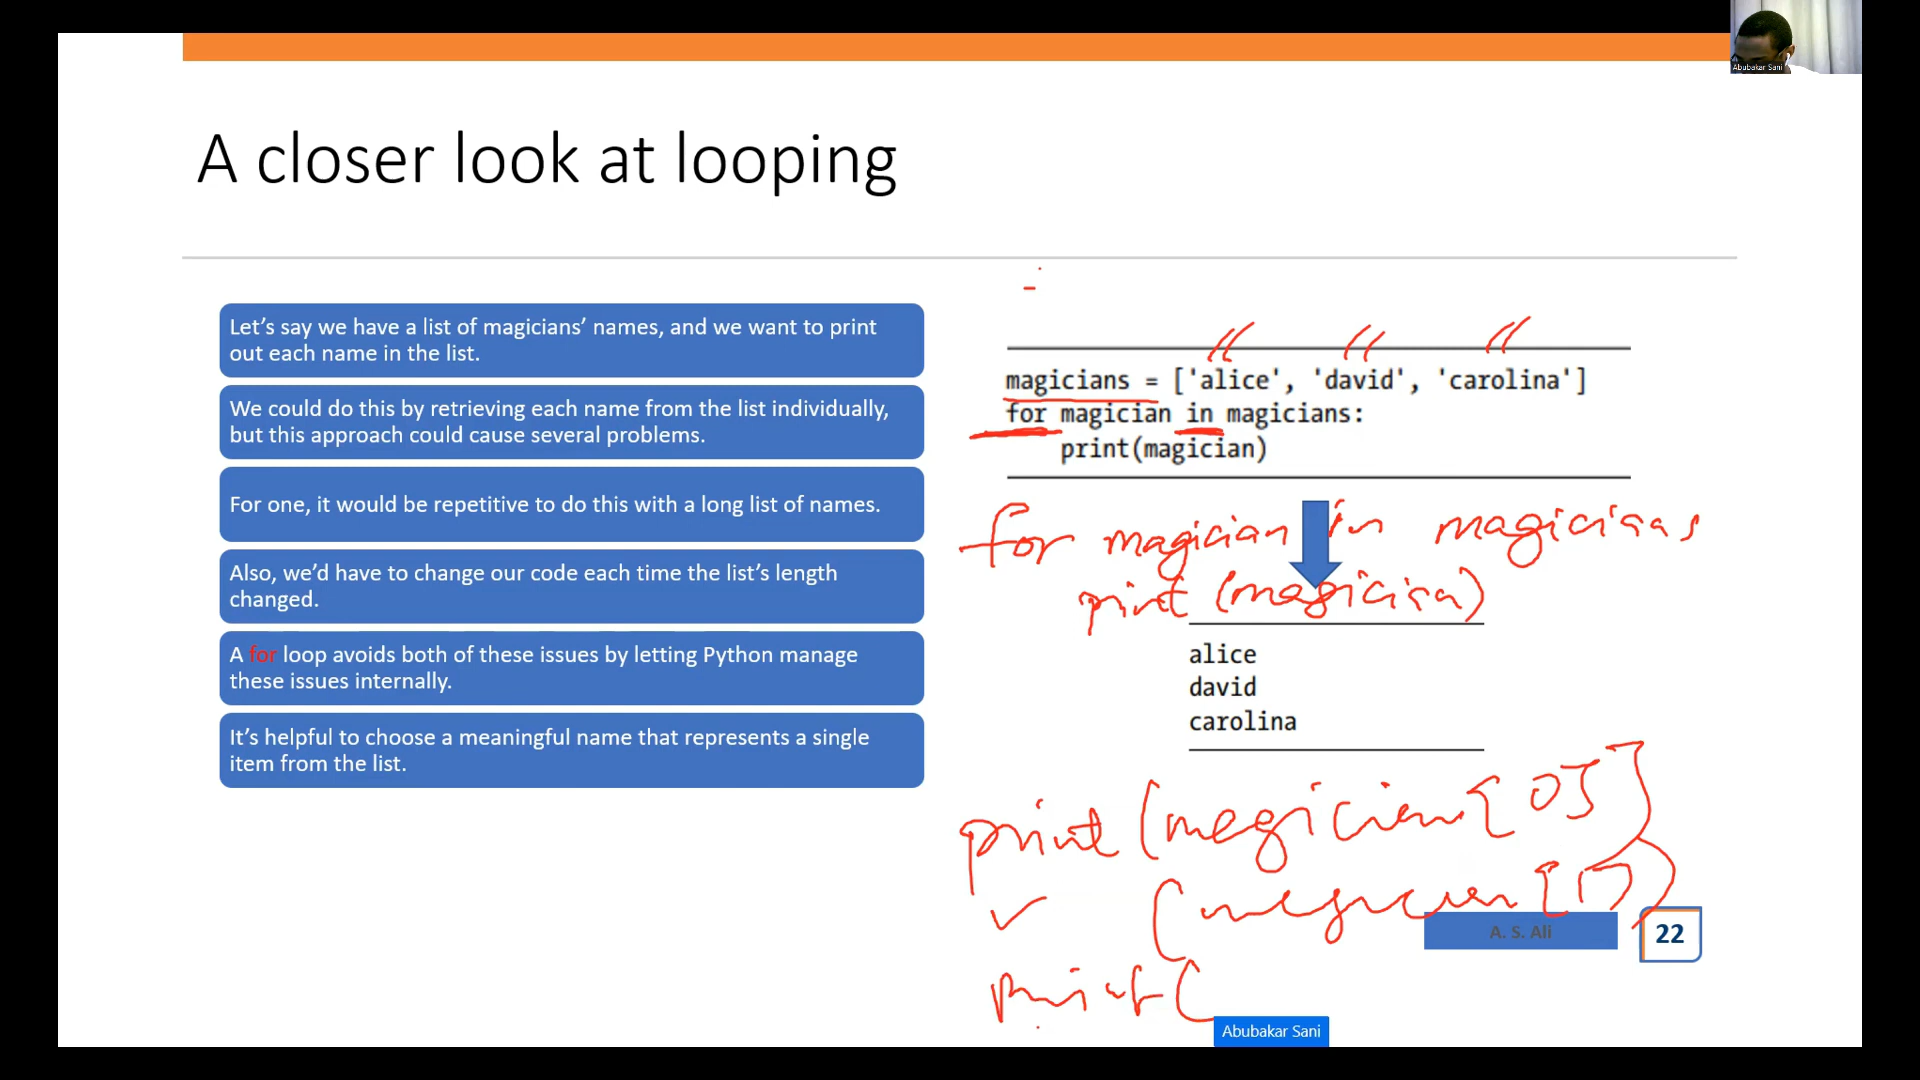 Abubakar Sani
A closer look at looping
Let's say we have a list of magicians' names, and we want to print
out each name in the list.
We could do this by retrieving each name from the list individually,
but this approach could cause several problems.
For one, it would be repetitive to do this with a long list of names.
Also, we'd have to change our code each time the list's length
changed.
A for loop avoids both of these issues by letting Python manage
these issues internally.
It's helpful to choose a meaningful name that represents a single
item from the list.
magicians = ['alice', 'david', 'carolina']
for magician in magicians:
print(magician)
for magician in magicians
print (magician)
alice
david
carolina
print (magician [0])
(magician [1])
print (
A. S. Ali
22
Abubakar Sani